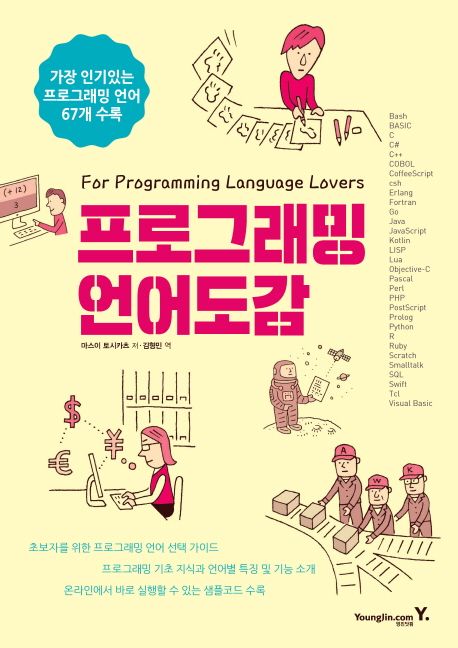 가장 인기있는
프로그래밍 언어
67개 수록
For Programming Language Lovers
프로그래밍
언어도감
마스이 토시카츠 저·김형민 역
(+ 12)
3
Bash
BASIC
C
C#
C++
COBOL
CoffeeScript
csh
Erlang
Fortran
Go
Java
JavaScript
Kotlin
LISP
Lua
Objective-C
Pascal
Perl
PHP
PostScript
Prolog
Python
R
Ruby
Scratch
Smalltalk
SQL
Swift
Tcl
Visual Basic
$
¥
€
A
W
K
초보자를 위한 프로그래밍 언어 선택 가이드
프로그래밍 기초 지식과 언어별 특징 및 기능 소개
온라인에서 바로 실행할 수 있는 샘플코드 수록
YoungJin.com Y.
영진닷컴